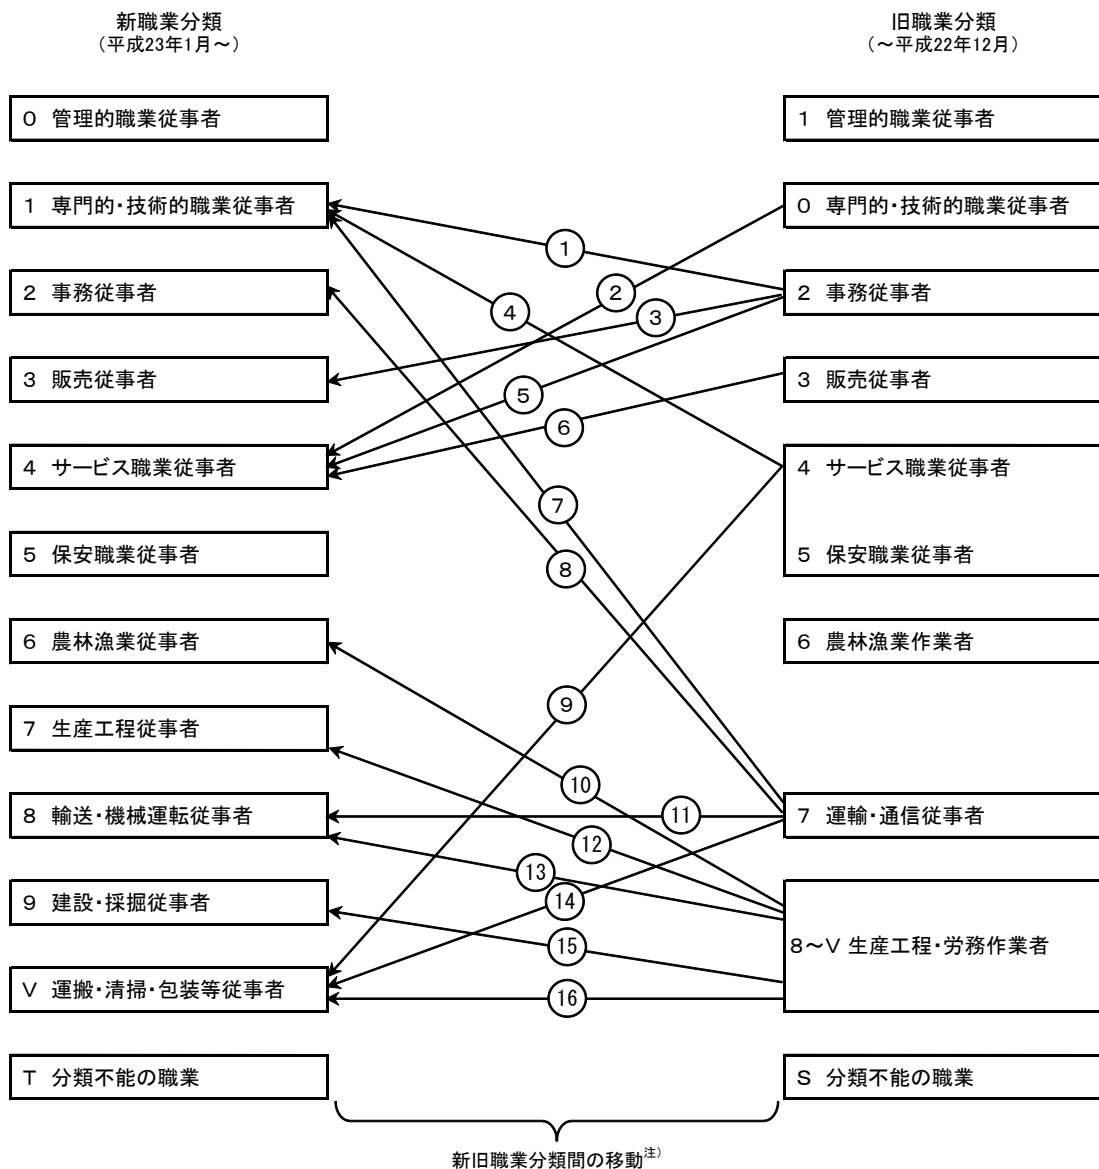 新職業分類
（平成23年1月～）
旧職業分類
（～平成22年12月）
0 管理的職業従事者
1 管理的職業従事者
1 専門的・技術的職業従事者
0 専門的・技術的職業従事者
1
2 事務従事者
2 事務従事者
2
3
4
3 販売従事者
3 販売従事者
5
6
4 サービス職業従事者
4 サービス職業従事者
7
5 保安職業従事者
5 保安職業従事者
8
6 農林漁業従事者
6 農林漁業作業者
9
7 生産工程従事者
10
8 輸送・機械運転従事者
7 運輸・通信従事者
11
12
13
9 建設・採掘従事者
14
15
8～V 生産工程・労務作業者
V 運搬・清掃・包装等従事者
16
T 分類不能の職業
S 分類不能の職業
新旧職業分類間の移動注）